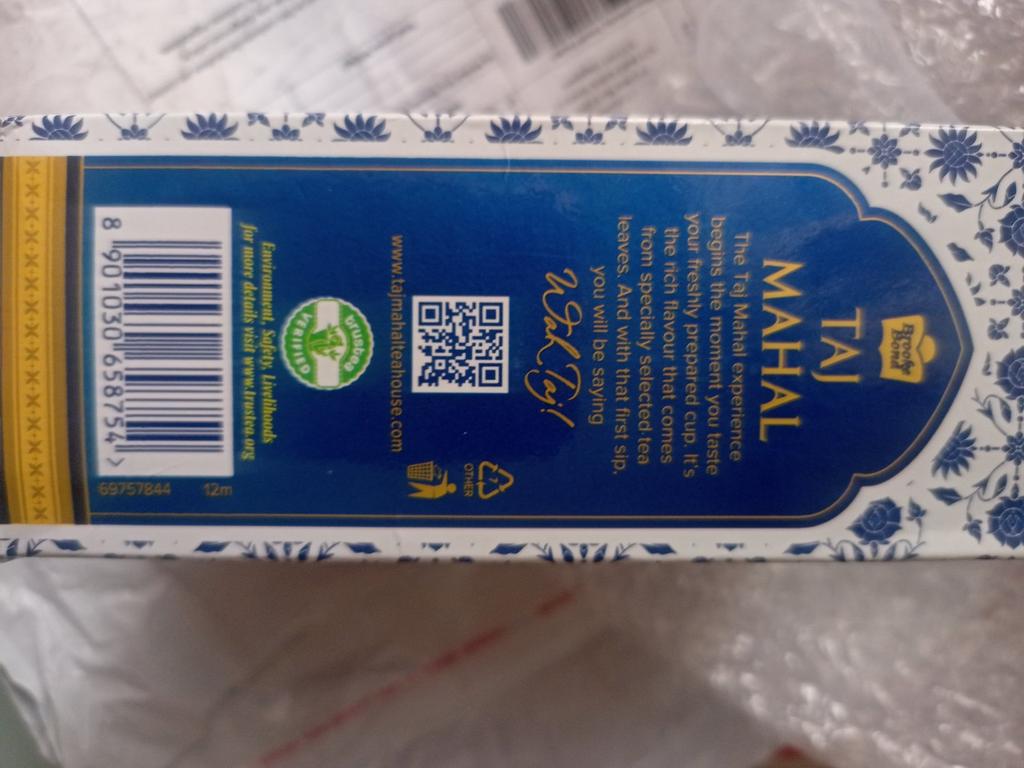 Brooke
Bond
TAJ
MAHAL
The Taj Mahal experience
begins the moment you taste
your freshly prepared cup. It's
the rich flavour that comes
from specially selected tea
leaves. And with that first sip,
you will be saying
Wah Taj!
7
OTHER
www.tajmahalteahouse.com
trustea
VERIFIED
Environment, Safety, Livelihoods
for more details visit www.trustea.org
8 901030 658754 >
69757844 12m